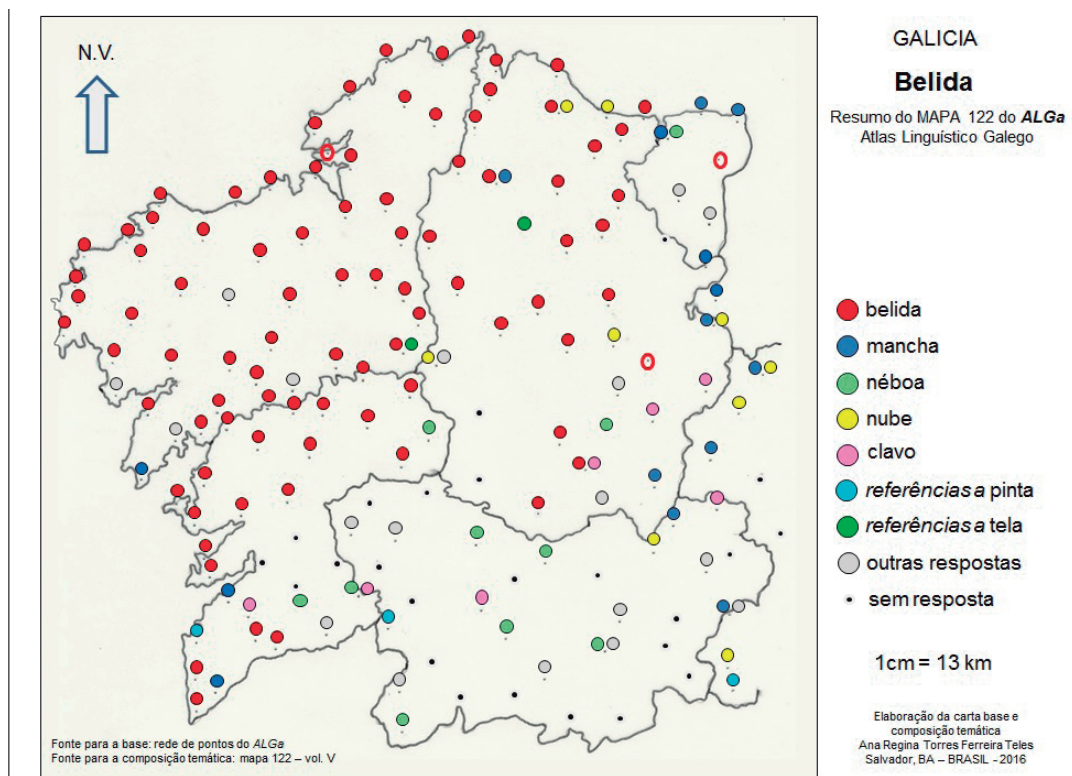 N.V.
GALICIA
Belida
Resumo do MAPA 122 do ALGa
Atlas Linguístico Galego
belida
mancha
néboa
nube
clavo
referências a pinta
referências a tela
outras respostas
sem resposta
1cm = 13 km
Elaboração da carta base e
composição temática
Ana Regina Torres Ferreira Teles
Salvador, BA – BRASIL - 2016
Fonte para a base: rede de pontos do ALGa
Fonte para a composição temática: mapa 122 – vol. V